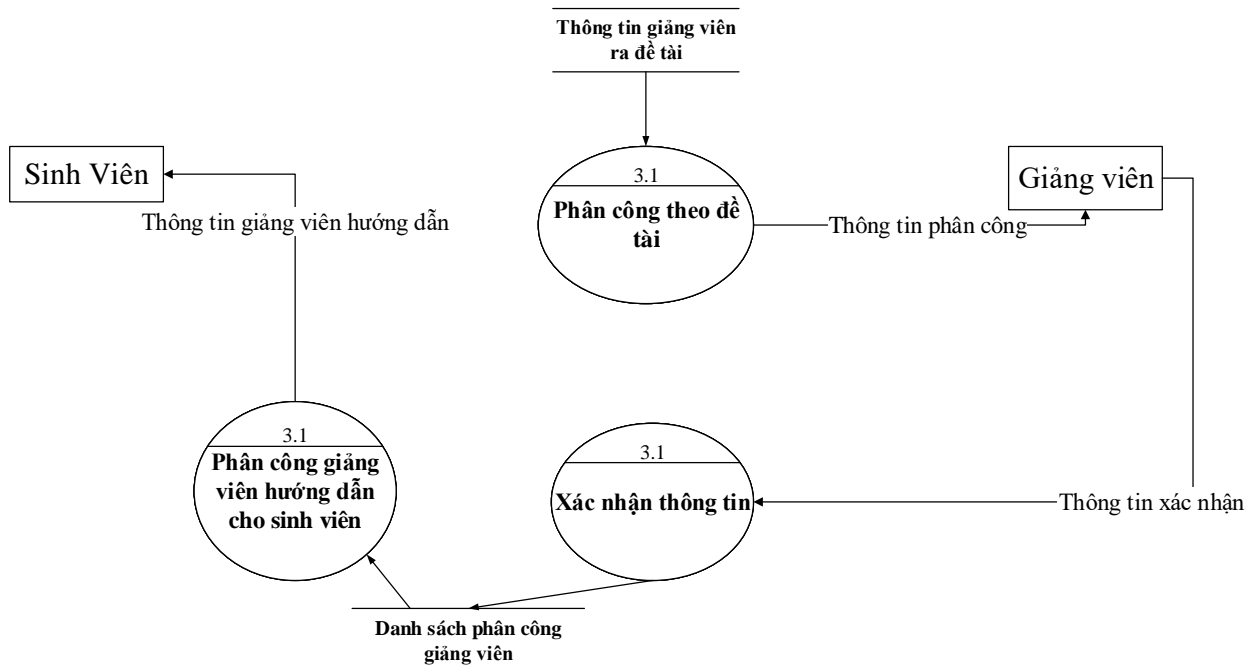 Thông tin giảng viên
ra đề tài
Sinh Viên
3.1
Phân công theo đề
tài
Giảng viên
Thông tin giảng viên hướng dẫn
Thông tin phân công
3.1
Phân công giảng
viên hướng dẫn
cho sinh viên
3.1
Xác nhận thông tin
Thông tin xác nhận
Danh sách phân công
giảng viên